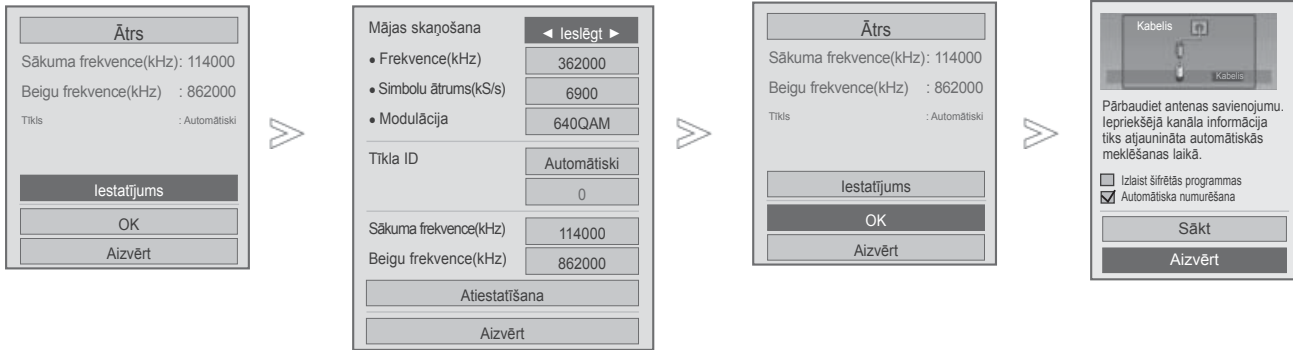 Ātrs
Sākuma frekvence(kHz): 114000
Beigu frekvence(kHz) : 862000
Tīkls : Automātiski
Iestatījums
OK
Aizvērt
Mājas skaņošana ◄ Ieslēgt ►
• Frekvence(kHz) 362000
• Simbolu ātrums(kS/s) 6900
• Modulācija 640QAM
Tīkla ID Automātiski
0
Sākuma frekvence(kHz) 114000
Beigu frekvence(kHz) 862000
Atiestatīšana
Aizvērt
Ātrs
Sākuma frekvence(kHz): 114000
Beigu frekvence(kHz) : 862000
Tīkls : Automātiski
Iestatījums
OK
Aizvērt
Kabelis
Kabelis
Pārbaudiet antenas savienojumu.
Iepriekšējā kanāla informācija
tiks atjaunināta automātiskās
meklēšanas laikā.
Izlaist šifrētās programmas
Automātiska numurēšana
Sākt
Aizvērt